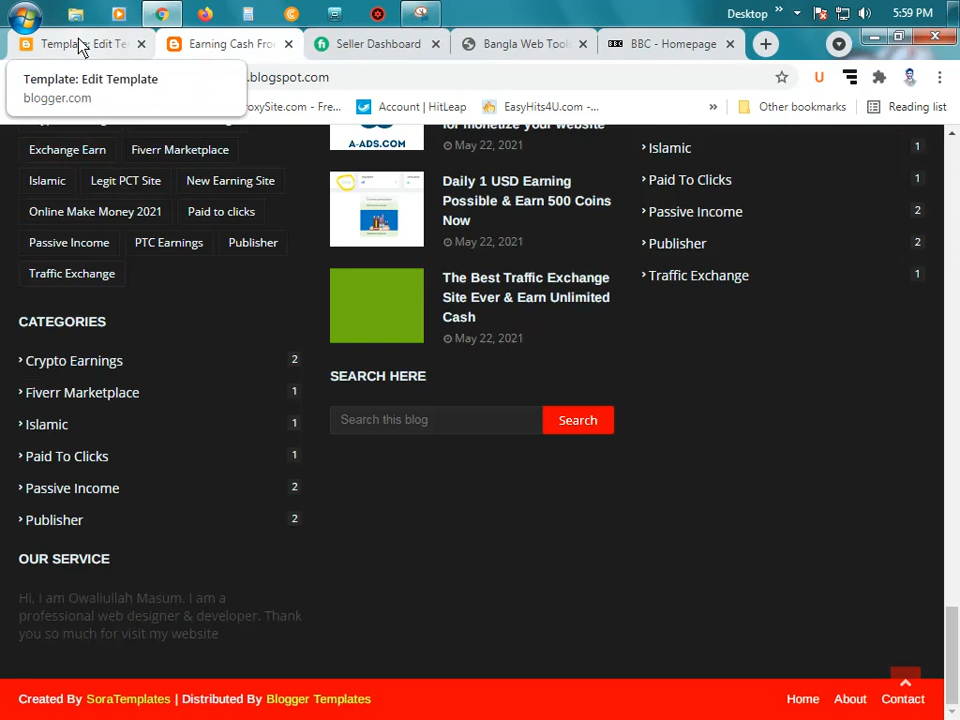 Desktop
»
5:59 PM
Template: Edit Te
Earning Cash Fro
Seller Dashboard
Bangla Web Tools
BBC - Homepage
Template: Edit Template
blogger.com
.blogspot.com
oxySite.com - Fre...
Account | HitLeap
EasyHits4U.com -...
»
Other bookmarks
Reading list
Exchange Earn
Fiverr Marketplace
Islamic
Legit PCT Site
New Earning Site
Online Make Money 2021
Paid to clicks
Passive Income
PTC Earnings
Publisher
Traffic Exchange
CATEGORIES
Crypto Earnings 2
Fiverr Marketplace 1
Islamic 1
Paid To Clicks 1
Passive Income 2
Publisher 2
OUR SERVICE
Hi, I am Owaliullah Masum. I am a
professional web designer & developer. Thank
you so much for visit my website
A-ADS.COM
for monetize your website
May 22, 2021
Daily 1 USD Earning
Possible & Earn 500 Coins
Now
May 22, 2021
The Best Traffic Exchange
Site Ever & Earn Unlimited
Cash
May 22, 2021
SEARCH HERE
Search this blog
Search
Islamic 1
Paid To Clicks 1
Passive Income 2
Publisher 2
Traffic Exchange 1
Created By SoraTemplates | Distributed By Blogger Templates
Home
About
Contact